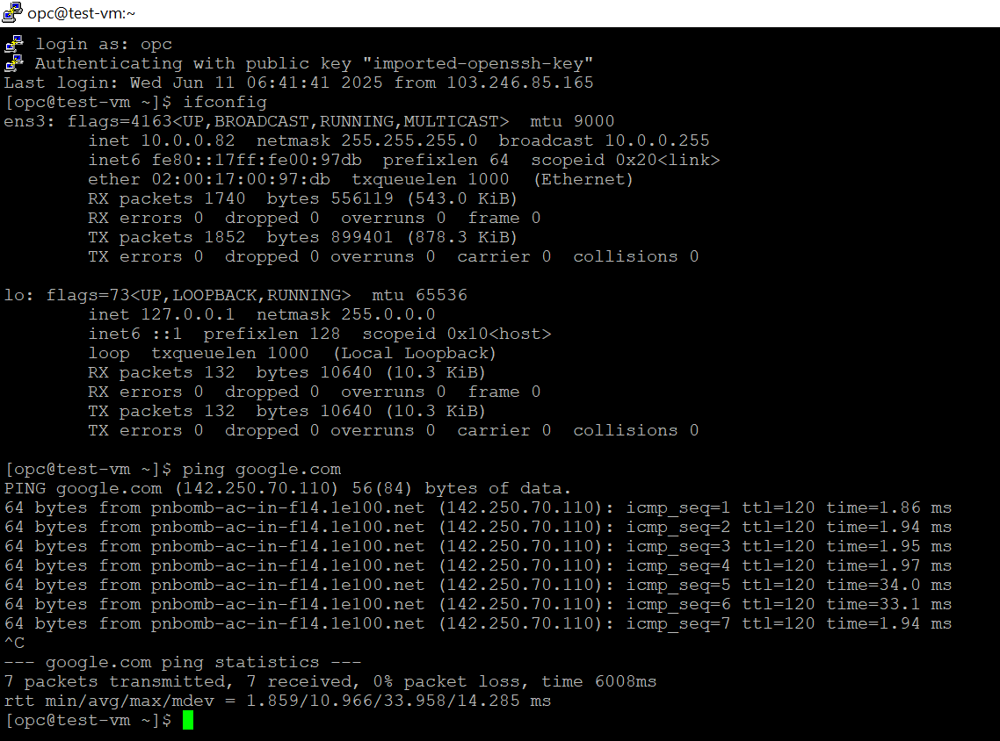 opc@test-vm:~
login as: opc
Authenticating with public key "imported-openssh-key"
Last login: Wed Jun 11 06:41:41 2025 from 103.246.85.165
[opc@test-vm ~]$ ifconfig
ens3: flags=4163<UP,BROADCAST,RUNNING,MULTICAST>  mtu 9000
        inet 10.0.0.82  netmask 255.255.255.0  broadcast 10.0.0.255
        inet6 fe80::17ff:fe00:97db  prefixlen 64  scopeid 0x20<link>
        ether 02:00:17:00:97:db  txqueuelen 1000  (Ethernet)
        RX packets 1740  bytes 556119 (543.0 KiB)
        RX errors 0  dropped 0  overruns 0  frame 0
        TX packets 1852  bytes 899401 (878.3 KiB)
        TX errors 0  dropped 0 overruns 0  carrier 0  collisions 0

lo: flags=73<UP,LOOPBACK,RUNNING>  mtu 65536
        inet 127.0.0.1  netmask 255.0.0.0
        inet6 ::1  prefixlen 128  scopeid 0x10<host>
        loop  txqueuelen 1000  (Local Loopback)
        RX packets 132  bytes 10640 (10.3 KiB)
        RX errors 0  dropped 0  overruns 0  frame 0
        TX packets 132  bytes 10640 (10.3 KiB)
        TX errors 0  dropped 0 overruns 0  carrier 0  collisions 0

[opc@test-vm ~]$ ping google.com
PING google.com (142.250.70.110) 56(84) bytes of data.
64 bytes from pnbomb-ac-in-f14.1e100.net (142.250.70.110): icmp_seq=1 ttl=120 time=1.86 ms
64 bytes from pnbomb-ac-in-f14.1e100.net (142.250.70.110): icmp_seq=2 ttl=120 time=1.94 ms
64 bytes from pnbomb-ac-in-f14.1e100.net (142.250.70.110): icmp_seq=3 ttl=120 time=1.95 ms
64 bytes from pnbomb-ac-in-f14.1e100.net (142.250.70.110): icmp_seq=4 ttl=120 time=1.97 ms
64 bytes from pnbomb-ac-in-f14.1e100.net (142.250.70.110): icmp_seq=5 ttl=120 time=34.0 ms
64 bytes from pnbomb-ac-in-f14.1e100.net (142.250.70.110): icmp_seq=6 ttl=120 time=33.1 ms
64 bytes from pnbomb-ac-in-f14.1e100.net (142.250.70.110): icmp_seq=7 ttl=120 time=1.94 ms
^C
--- google.com ping statistics ---
7 packets transmitted, 7 received, 0% packet loss, time 6008ms
rtt min/avg/max/mdev = 1.859/10.966/33.958/14.285 ms
[opc@test-vm ~]$